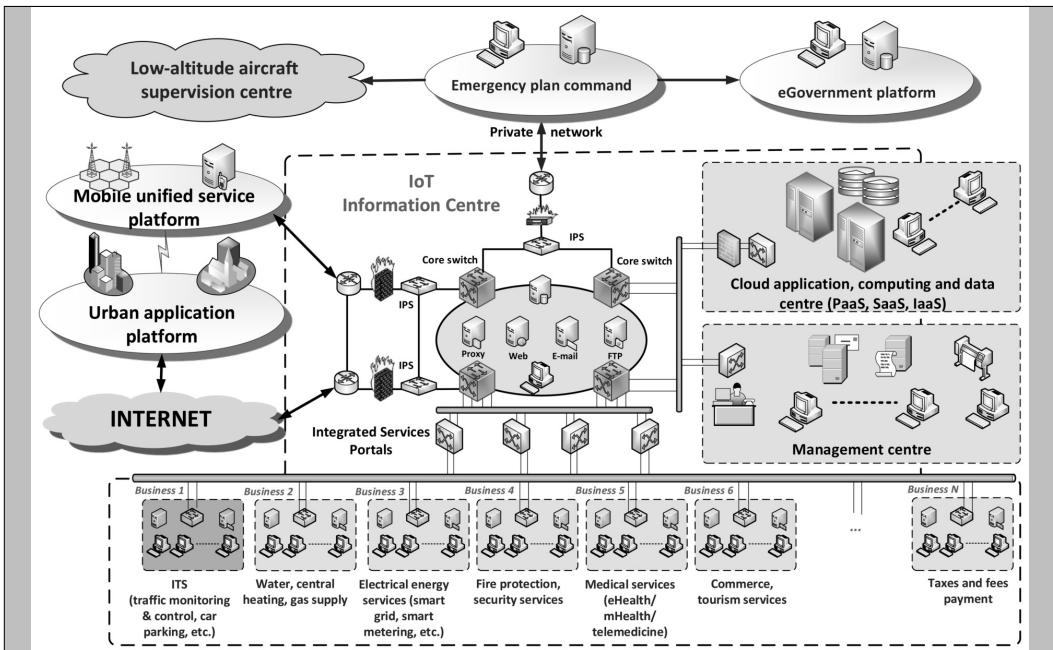 Low-altitude aircraft
supervision centre
Emergency plan command
eGovernment platform
Private network
Mobile unified service
platform
IoT
Information Centre
IPS
Core switch
Core switch
Cloud application, computing and data
centre (PaaS, SaaS, IaaS)
Urban application
platform
IPS
Proxy
Web
E-mail
FTP
IPS
INTERNET
Integrated Services
Portals
Management centre
Business 1
Business 2
Business 3
Business 4
Business 5
Business 6
Business N
...
ITS
(traffic monitoring
& control, car
parking, etc.)
Water, central
heating, gas supply
Electrical energy
services (smart
grid, smart
metering, etc.)
Fire protection,
security services
Medical services
(eHealth/
mHealth/
telemedicine)
Commerce,
tourism services
Taxes and fees
payment